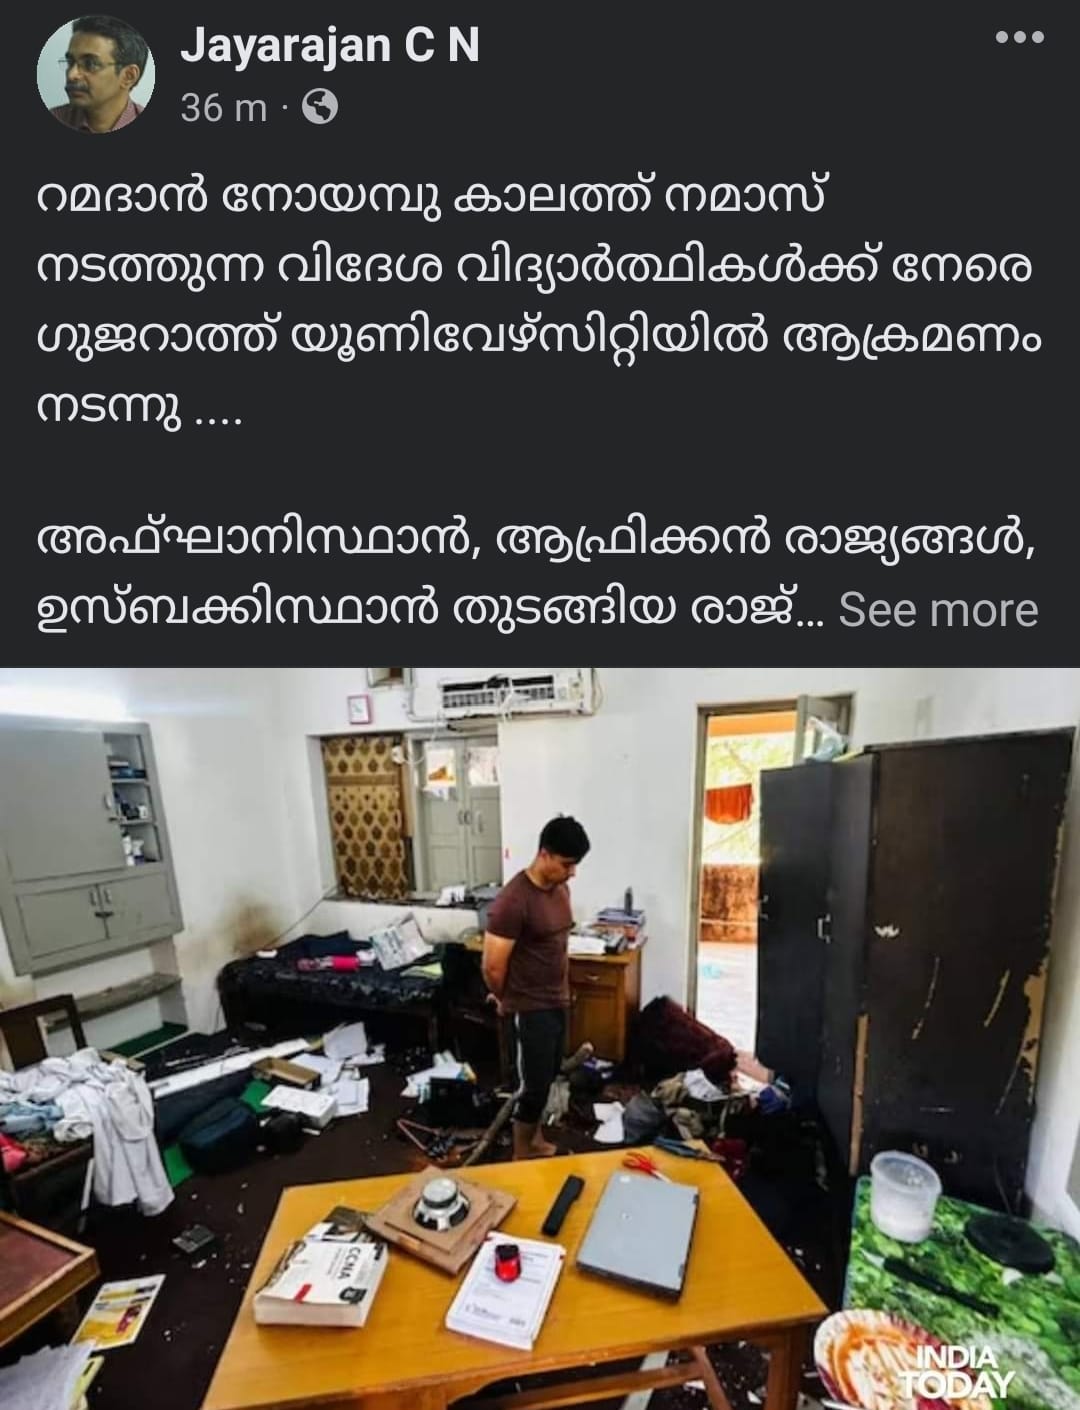 Jayarajan C N
36 m ·
റമദാൻ നോയമ്പു കാലത്ത് നമാസ്
നടത്തുന്ന വിദേശ വിദ്യാർത്ഥികൾക്ക് നേരെ
ഗുജറാത്ത് യൂണിവേഴ്സിറ്റിയിൽ ആക്രമണം
നടന്നു ....
അഫ്ഘാനിസ്ഥാൻ, ആഫ്രിക്കൻ രാജ്യങ്ങൾ,
ഉസ്ബക്കിസ്ഥാൻ തുടങ്ങിയ രാജ്... See more
CCNA
INDIA
TODAY